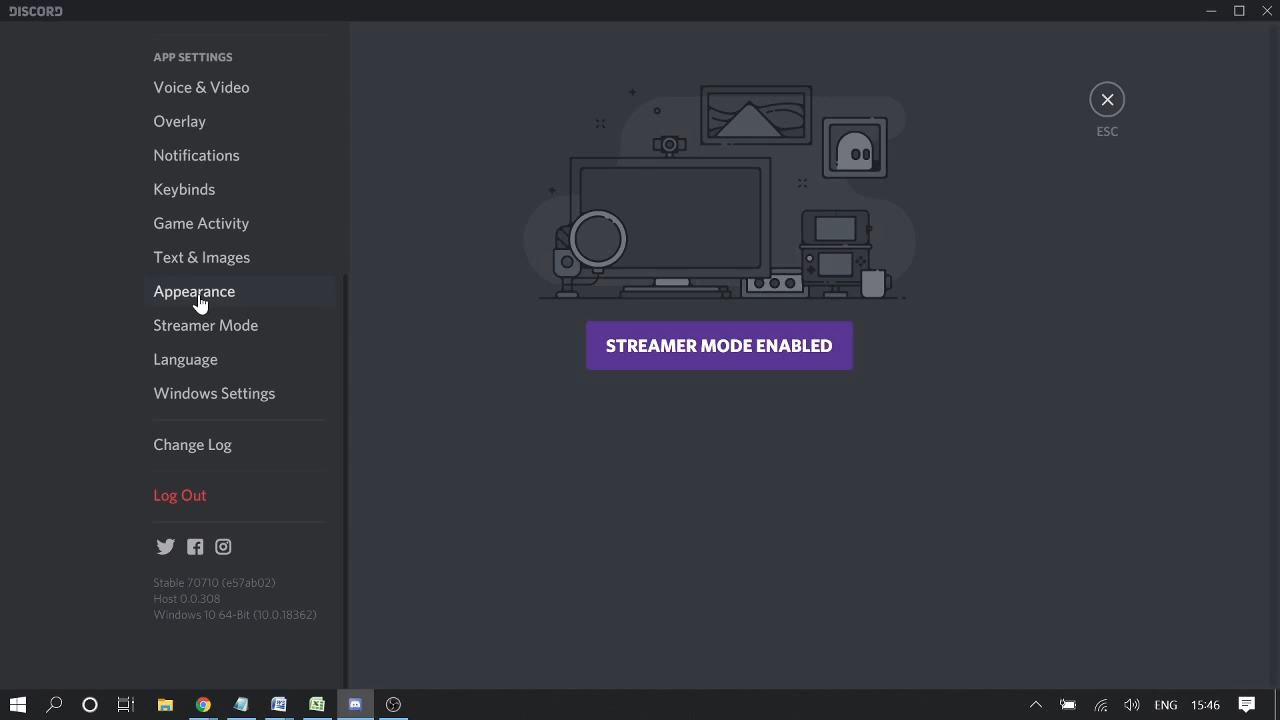 DISCORD
APP SETTINGS
Voice & Video
Overlay
Notifications
Keybinds
Game Activity
Text & Images
Appearance
Streamer Mode
Language
Windows Settings
Change Log
Log Out
Stable 70710 (e57ab02)
Host 0.0.308
Windows 10 64-Bit (10.0.18362)
ESC
STREAMER MODE ENABLED
ENG
15:46